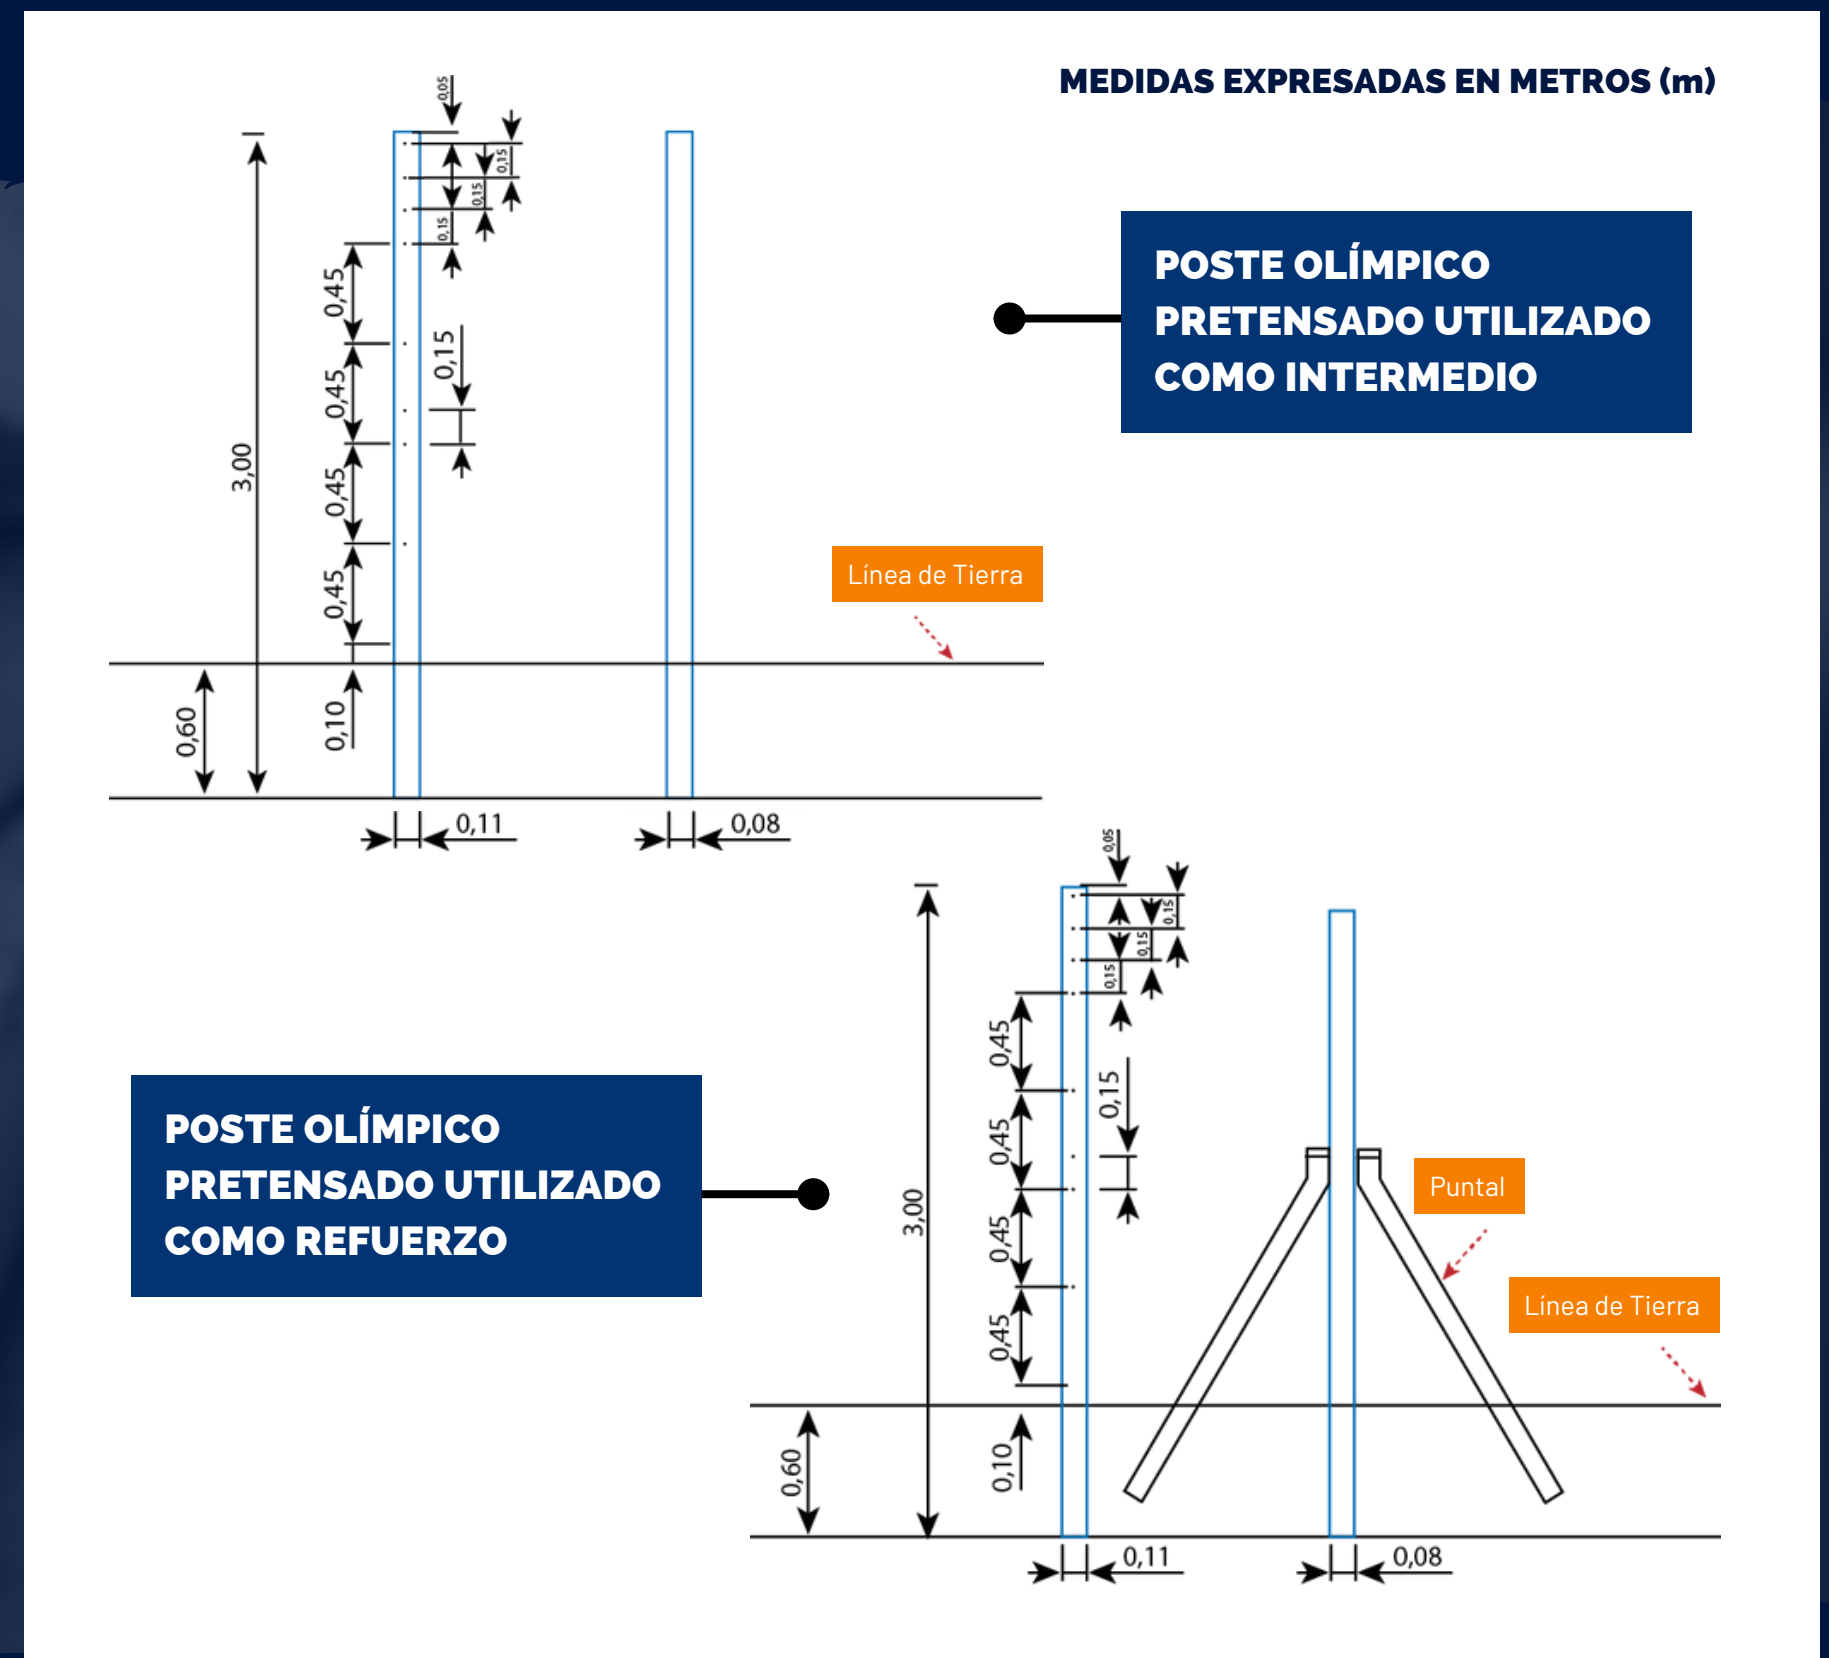 MEDIDAS EXPRESADAS EN METROS (m)
0,05
0,15
0,15
0,15
0,45
0,45
0,15
0,45
0,45
3,00
0,60
0,10
0,11
0,08
POSTE OLÍMPICO
PRETENSADO UTILIZADO
COMO INTERMEDIO
Línea de Tierra
POSTE OLÍMPICO
PRETENSADO UTILIZADO
COMO REFUERZO
0,05
0,15
0,15
0,15
0,45
0,15
0,45
0,45
0,45
3,00
0,60
0,10
0,11
0,08
Puntal
Línea de Tierra